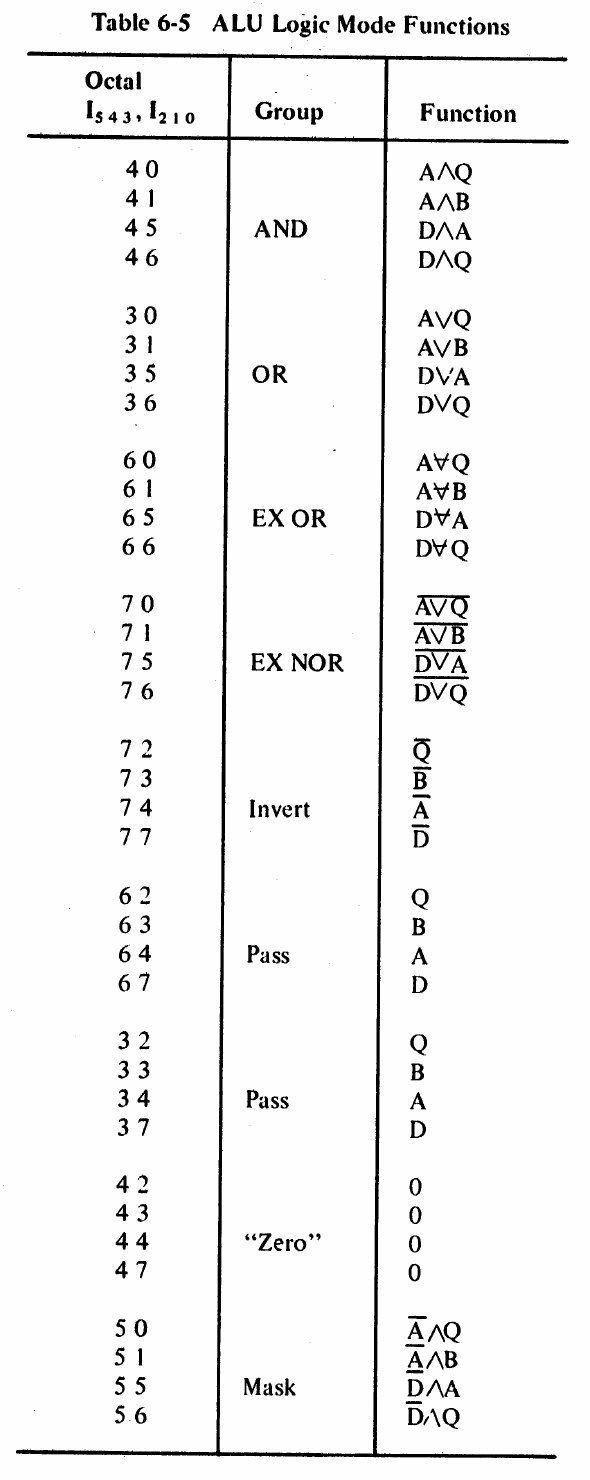 Table 6-5 ALU Logic Mode Functions
Octal
I₅₄₃, I₂₁₀ Group Function
4 0 A∧Q
4 1 A∧B
4 5 AND D∧A
4 6 D∧Q
3 0 A∨Q
3 1 A∨B
3 5 OR D∨A
3 6 D∨Q
6 0 A∀Q
6 1 A∀B
6 5 EX OR D∀A
6 6 D∀Q
7 0 A̅∨̅Q̅
7 1 A̅∨̅B̅
7 5 EX NOR D̅∨̅A̅
7 6 D̅∨̅Q̅
7 2 Q̅
7 3 B̅
7 4 Invert A̅
7 7 D̅
6 2 Q
6 3 B
6 4 Pass A
6 7 D
3 2 Q
3 3 B
3 4 Pass A
3 7 D
4 2 0
4 3 0
4 4 “Zero” 0
4 7 0
5 0 A̅∧Q
5 1 A̅∧B
5 5 Mask D̅∧A
5 6 D̅∧Q